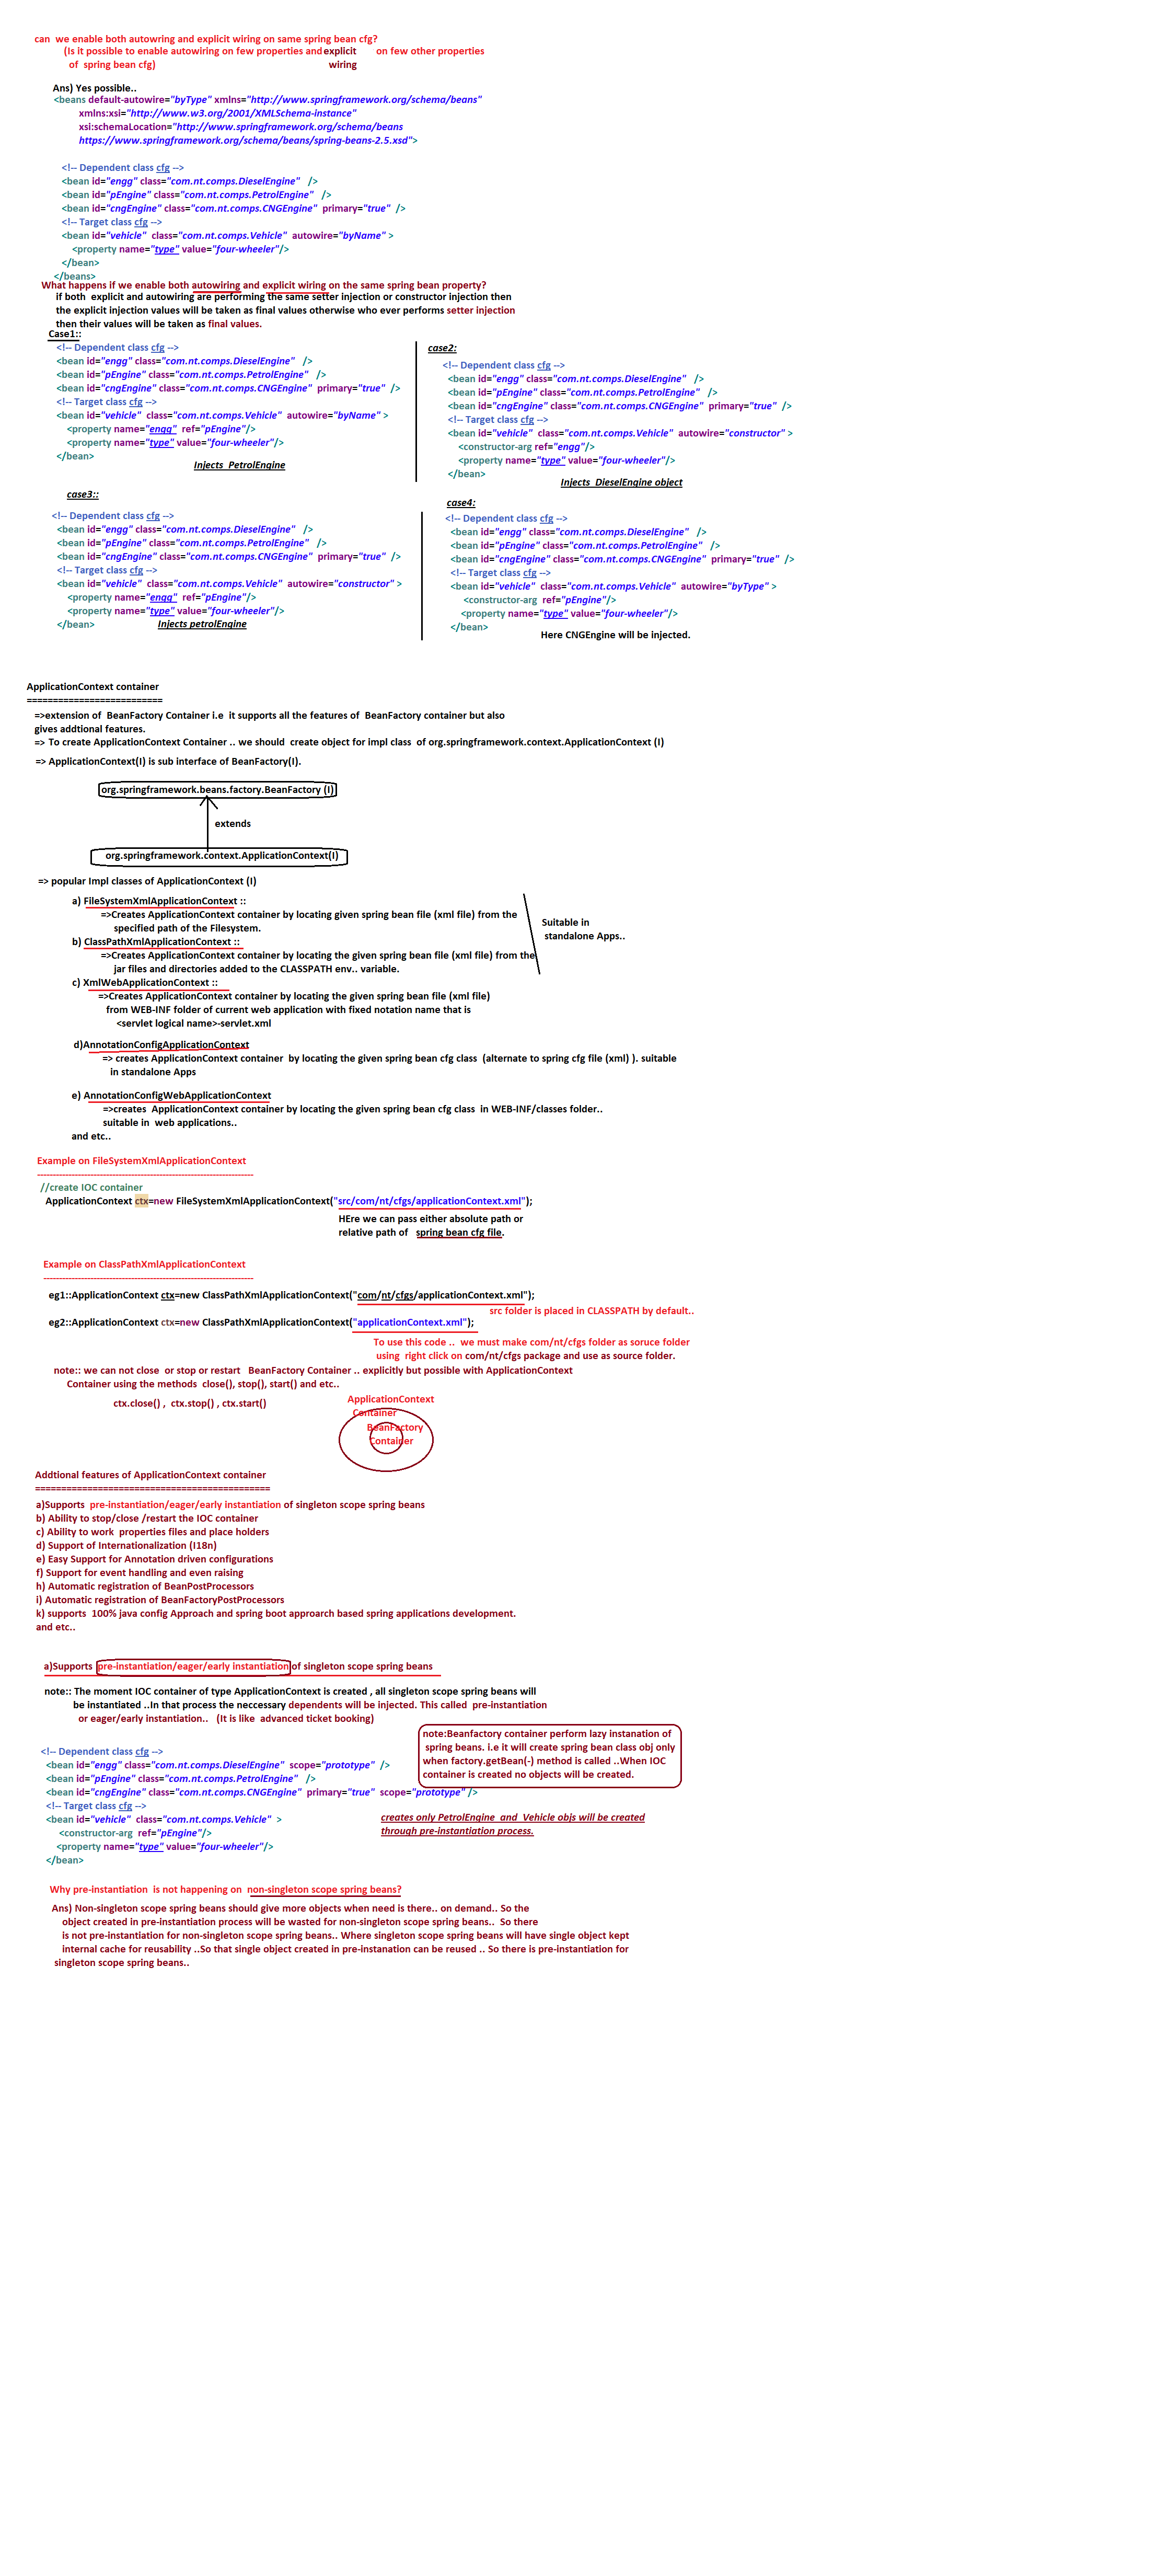 can  we enable both autowring and explicit wiring on same spring bean cfg?
(Is it possible to enable autowiring on few properties and explicit       on few other properties
of  spring bean cfg)                                                          wiring
Ans) Yes possible..
<beans default-autowire="byType" xmlns="http://www.springframework.org/schema/beans"
xmlns:xsi="http://www.w3.org/2001/XMLSchema-instance"
xsi:schemaLocation="http://www.springframework.org/schema/beans
https://www.springframework.org/schema/beans/spring-beans-2.5.xsd">
<!-- Dependent class cfg -->
<bean id="engg" class="com.nt.comps.DieselEngine"   />
<bean id="pEngine" class="com.nt.comps.PetrolEngine"   />
<bean id="cngEngine" class="com.nt.comps.CNGEngine"  primary="true"  />
<!-- Target class cfg -->
<bean id="vehicle"  class="com.nt.comps.Vehicle"  autowire="byName" >
<property name="type" value="four-wheeler"/>
</bean>
</beans>
What happens if we enable both autowiring and explicit wiring on the same spring bean property?
if both  explicit and autowiring are performing the same setter injection or constructor injection then
the explicit injection values will be taken as final values otherwise who ever performs setter injection
then their values will be taken as final values.
Case1::
<!-- Dependent class cfg -->
<bean id="engg" class="com.nt.comps.DieselEngine"   />
<bean id="pEngine" class="com.nt.comps.PetrolEngine"   />
<bean id="cngEngine" class="com.nt.comps.CNGEngine"  primary="true"  />
<!-- Target class cfg -->
<bean id="vehicle"  class="com.nt.comps.Vehicle"  autowire="byName" >
<property name="engg"  ref="pEngine"/>
<property name="type" value="four-wheeler"/>
</bean>
Injects  PetrolEngine
case2:
<!-- Dependent class cfg -->
<bean id="engg" class="com.nt.comps.DieselEngine"   />
<bean id="pEngine" class="com.nt.comps.PetrolEngine"   />
<bean id="cngEngine" class="com.nt.comps.CNGEngine"  primary="true"  />
<!-- Target class cfg -->
<bean id="vehicle"  class="com.nt.comps.Vehicle"  autowire="constructor" >
<constructor-arg ref="engg"/>
<property name="type" value="four-wheeler"/>
</bean>
Injects  DieselEngine object
case3::
<!-- Dependent class cfg -->
<bean id="engg" class="com.nt.comps.DieselEngine"   />
<bean id="pEngine" class="com.nt.comps.PetrolEngine"   />
<bean id="cngEngine" class="com.nt.comps.CNGEngine"  primary="true"  />
<!-- Target class cfg -->
<bean id="vehicle"  class="com.nt.comps.Vehicle"  autowire="constructor" >
<property name="engg"  ref="pEngine"/>
<property name="type" value="four-wheeler"/>
</bean>
Injects petrolEngine
case4:
<!-- Dependent class cfg -->
<bean id="engg" class="com.nt.comps.DieselEngine"   />
<bean id="pEngine" class="com.nt.comps.PetrolEngine"   />
<bean id="cngEngine" class="com.nt.comps.CNGEngine"  primary="true"  />
<!-- Target class cfg -->
<bean id="vehicle"  class="com.nt.comps.Vehicle"  autowire="byType" >
<constructor-arg  ref="pEngine"/>
<property name="type" value="four-wheeler"/>
</bean>
Here CNGEngine will be injected.
ApplicationContext container
==========================
=>extension of  BeanFactory Container i.e  it supports all the features of  BeanFactory container but also
gives addtional features.
=> To create ApplicationContext Container .. we should  create object for impl class  of org.springframework.context.ApplicationContext (I)
=> ApplicationContext(I) is sub interface of BeanFactory(I).
org.springframework.beans.factory.BeanFactory (I)
extends
org.springframework.context.ApplicationContext(I)
=> popular Impl classes of ApplicationContext (I)
a) FileSystemXmlApplicationContext ::
=>Creates ApplicationContext container by locating given spring bean file (xml file) from the
specified path of the Filesystem.
Suitable in
standalone Apps..
b) ClassPathXmlApplicationContext ::
=>Creates ApplicationContext container by locating the given spring bean file (xml file) from the
jar files and directories added to the CLASSPATH env.. variable.
c) XmlWebApplicationContext ::
=>Creates ApplicationContext container by locating the given spring bean file (xml file)
from WEB-INF folder of current web application with fixed notation name that is
<servlet logical name>-servlet.xml
d)AnnotationConfigApplicationContext
=> creates ApplicationContext container  by locating the given spring bean cfg class  (alternate to spring cfg file (xml) ). suitable
in standalone Apps
e) AnnotationConfigWebApplicationContext
=>creates  ApplicationContext container by locating the given spring bean cfg class  in WEB-INF/classes folder..
suitable in  web applications..
and etc..
Example on FileSystemXmlApplicationContext
---------------------------------------------------------------------
//create IOC container
ApplicationContext ctx=new FileSystemXmlApplicationContext("src/com/nt/cfgs/applicationContext.xml");
HEre we can pass either absolute path or
relative path of   spring bean cfg file.
Example on ClassPathXmlApplicationContext
---------------------------------------------------------------------
eg1::ApplicationContext ctx=new ClassPathXmlApplicationContext("com/nt/cfgs/applicationContext.xml");
src folder is placed in CLASSPATH by default..
eg2::ApplicationContext ctx=new ClassPathXmlApplicationContext("applicationContext.xml");
To use this code ..  we must make com/nt/cfgs folder as soruce folder
using  right click on com/nt/cfgs package and use as source folder.
note:: we can not close  or stop or restart   BeanFactory Container .. explicitly but possible with ApplicationContext
Container using the methods  close(), stop(), start() and etc..
ctx.close() ,  ctx.stop() , ctx.start()
ApplicationContext
Container
BeanFactory
Container
Addtional features of ApplicationContext container
=============================================
a)Supports  pre-instantiation/eager/early instantiation of singleton scope spring beans
b) Ability to stop/close /restart the IOC container
c) Ability to work  properties files and place holders
d) Support of Internationalization (I18n)
e) Easy Support for Annotation driven configurations
f) Support for event handling and even raising
h) Automatic registration of BeanPostProcessors
i) Automatic registration of BeanFactoryPostProcessors
k) supports  100% java config Approach and spring boot approarch based spring applications development.
and etc..
a)Supports  pre-instantiation/eager/early instantiation of singleton scope spring beans
note:: The moment IOC container of type ApplicationContext is created , all singleton scope spring beans will
be instantiated ..In that process the neccessary dependents will be injected. This called  pre-instantiation
or eager/early instantiation..   (It is like  advanced ticket booking)
note:Beanfactory container perform lazy instanation of
spring beans. i.e it will create spring bean class obj only
when factory.getBean(-) method is called ..When IOC
container is created no objects will be created.
<!-- Dependent class cfg -->
<bean id="engg" class="com.nt.comps.DieselEngine"  scope="prototype"  />
<bean id="pEngine" class="com.nt.comps.PetrolEngine"   />
<bean id="cngEngine" class="com.nt.comps.CNGEngine"  primary="true"  scope="prototype" />
<!-- Target class cfg -->
<bean id="vehicle"  class="com.nt.comps.Vehicle"  >
<constructor-arg  ref="pEngine"/>
<property name="type" value="four-wheeler"/>
</bean>
creates only PetrolEngine  and  Vehicle objs will be created
through pre-instantiation process.
Why pre-instantiation  is not happening on  non-singleton scope spring beans?
Ans) Non-singleton scope spring beans should give more objects when need is there.. on demand.. So the
object created in pre-instantiation process will be wasted for non-singleton scope spring beans..  So there
is not pre-instantiation for non-singleton scope spring beans.. Where singleton scope spring beans will have single object kept
internal cache for reusability ..So that single object created in pre-instanation can be reused .. So there is pre-instantiation for
singleton scope spring beans..